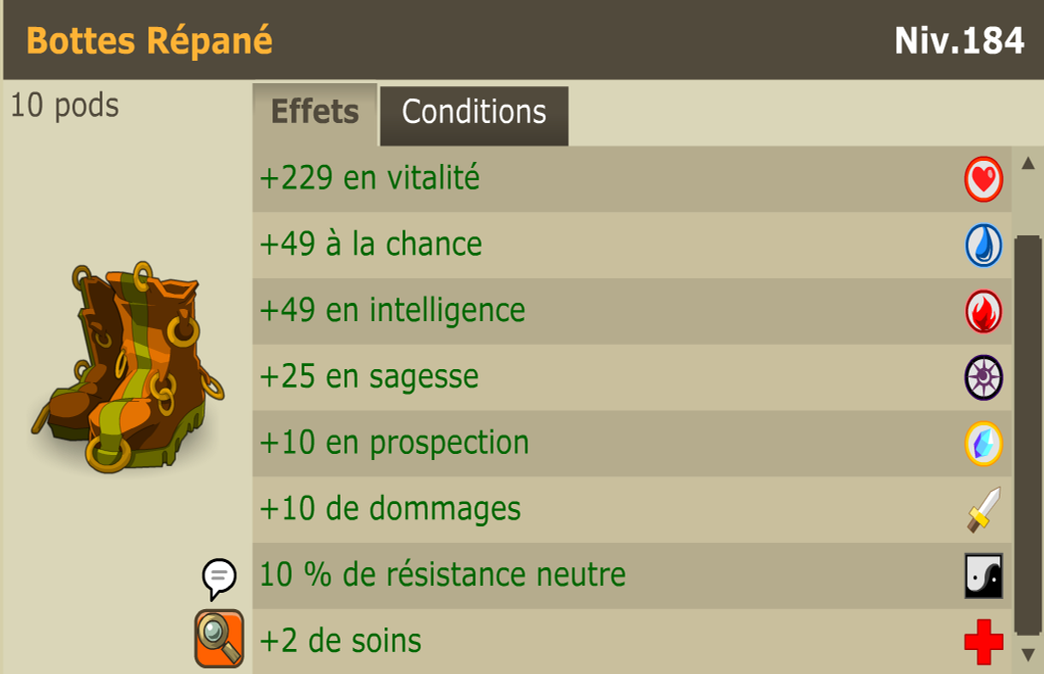 Bottes Répané
Niv.184
10 pods
Effets
Conditions
+229 en vitalité
+49 à la chance
+49 en intelligence
+25 en sagesse
+10 en prospection
+10 de dommages
10 % de résistance neutre
+2 de soins